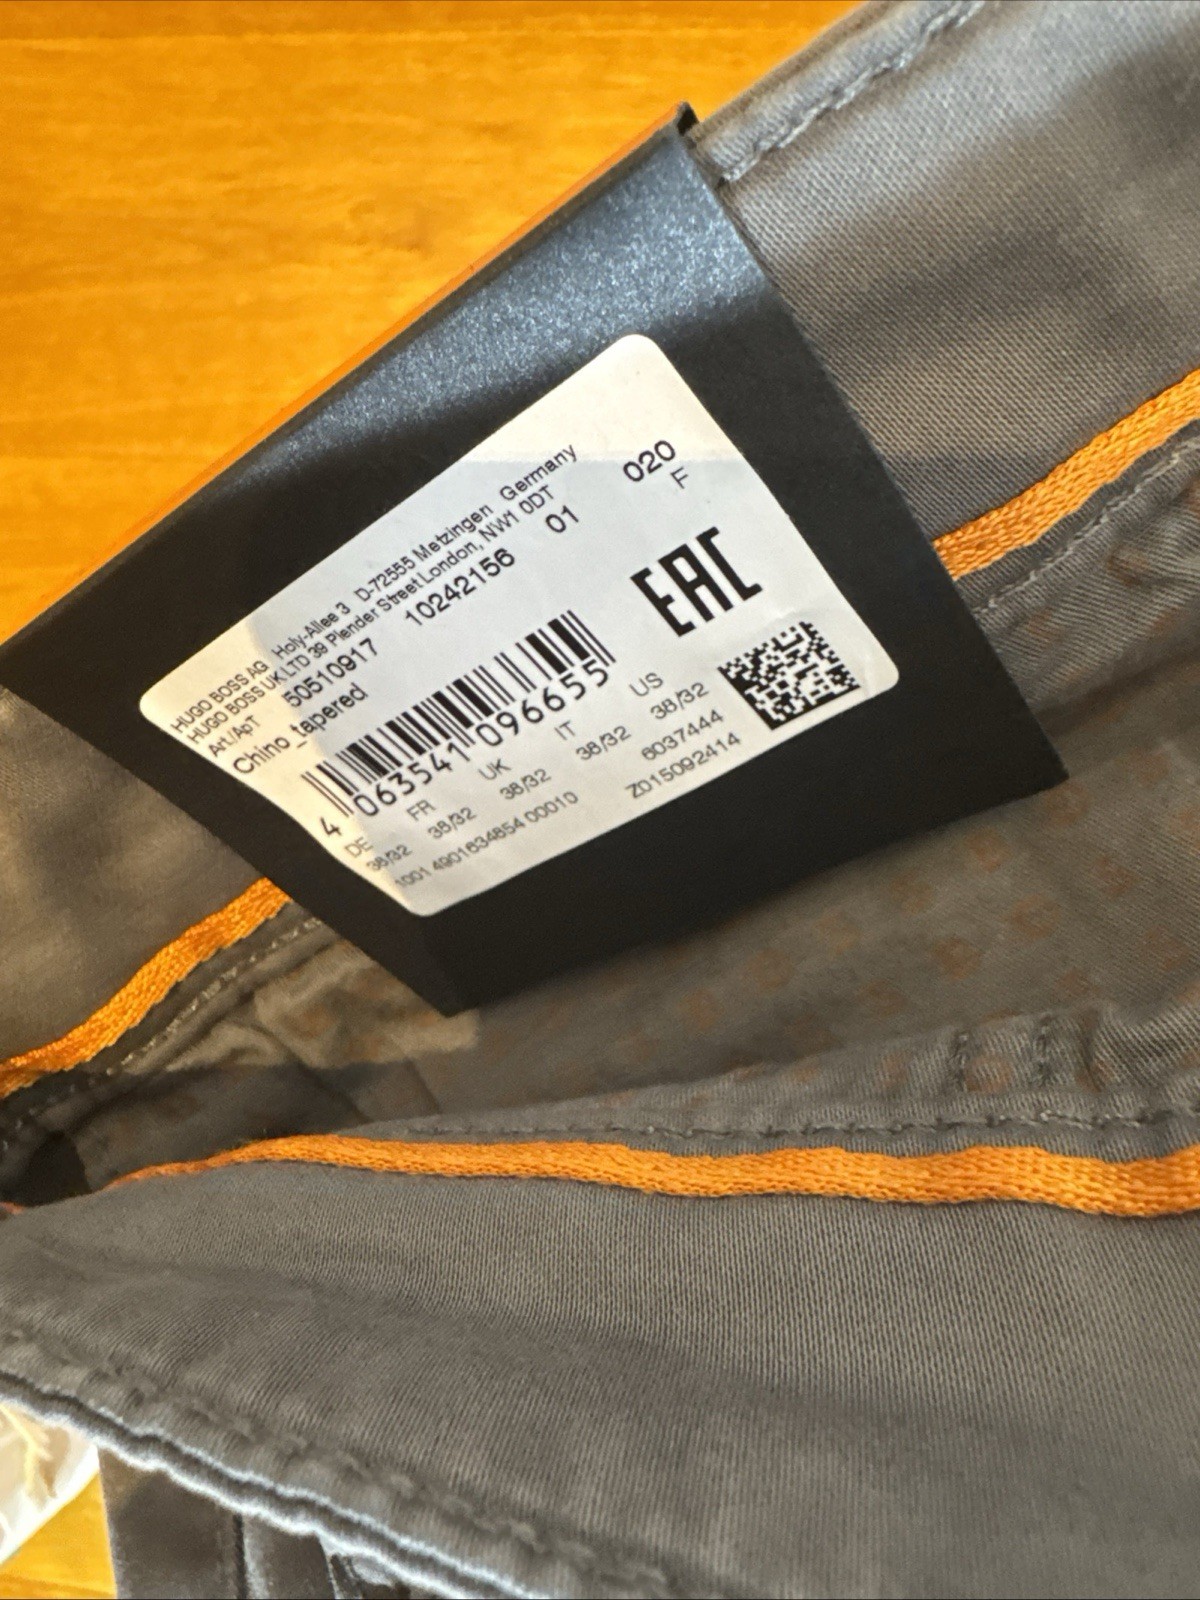 HUGO BOSS AG Holy-Allee 3 D-72555 Metzingen Germany
HUGO BOSS UK LTD 39 Plender Street London, NW1 0DT
Art./Apт 50510917 10242156 01 020
Chino_tapered F
EAC
4 063541 096655
DE FR UK IT US
38/32 38/32 38/32 38/32 38/32
1001 4901634854 00010 6037444
Z015092414